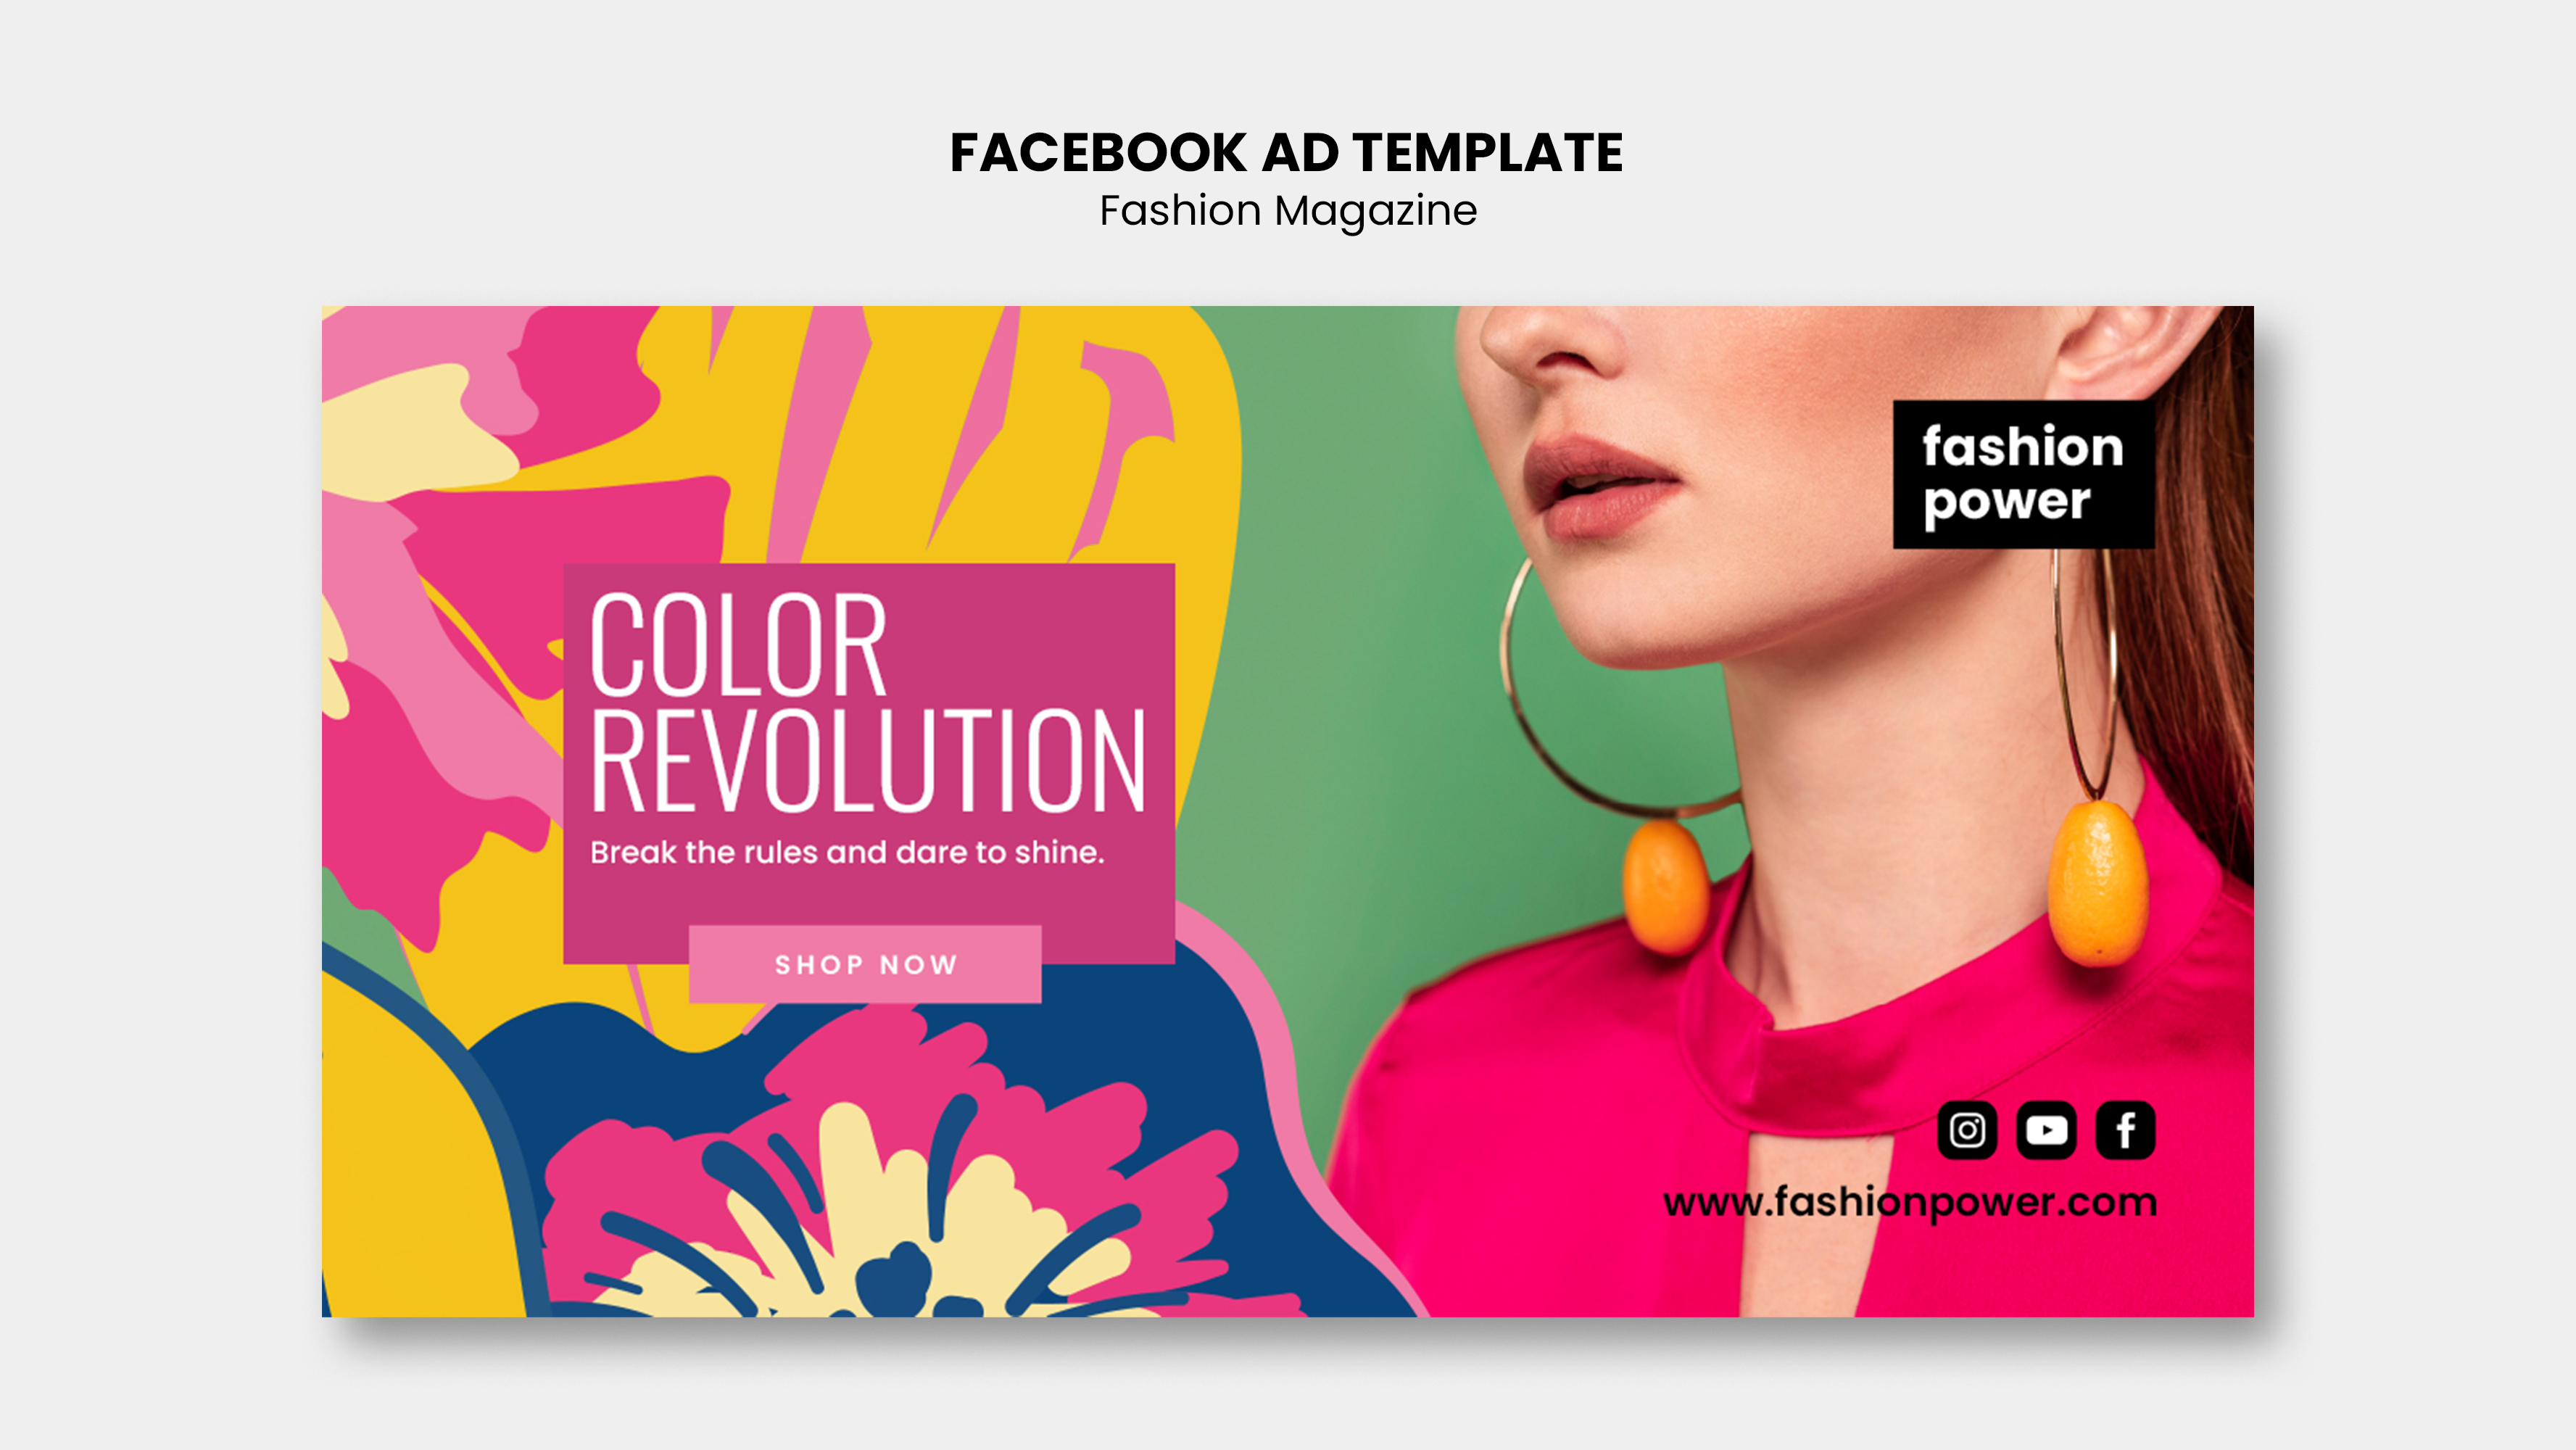 FACEBOOK AD TEMPLATE
Fashion Magazine
fashion
power
COLOR
REVOLUTION
Break the rules and dare to shine.
SHOP NOW
www.fashionpower.com